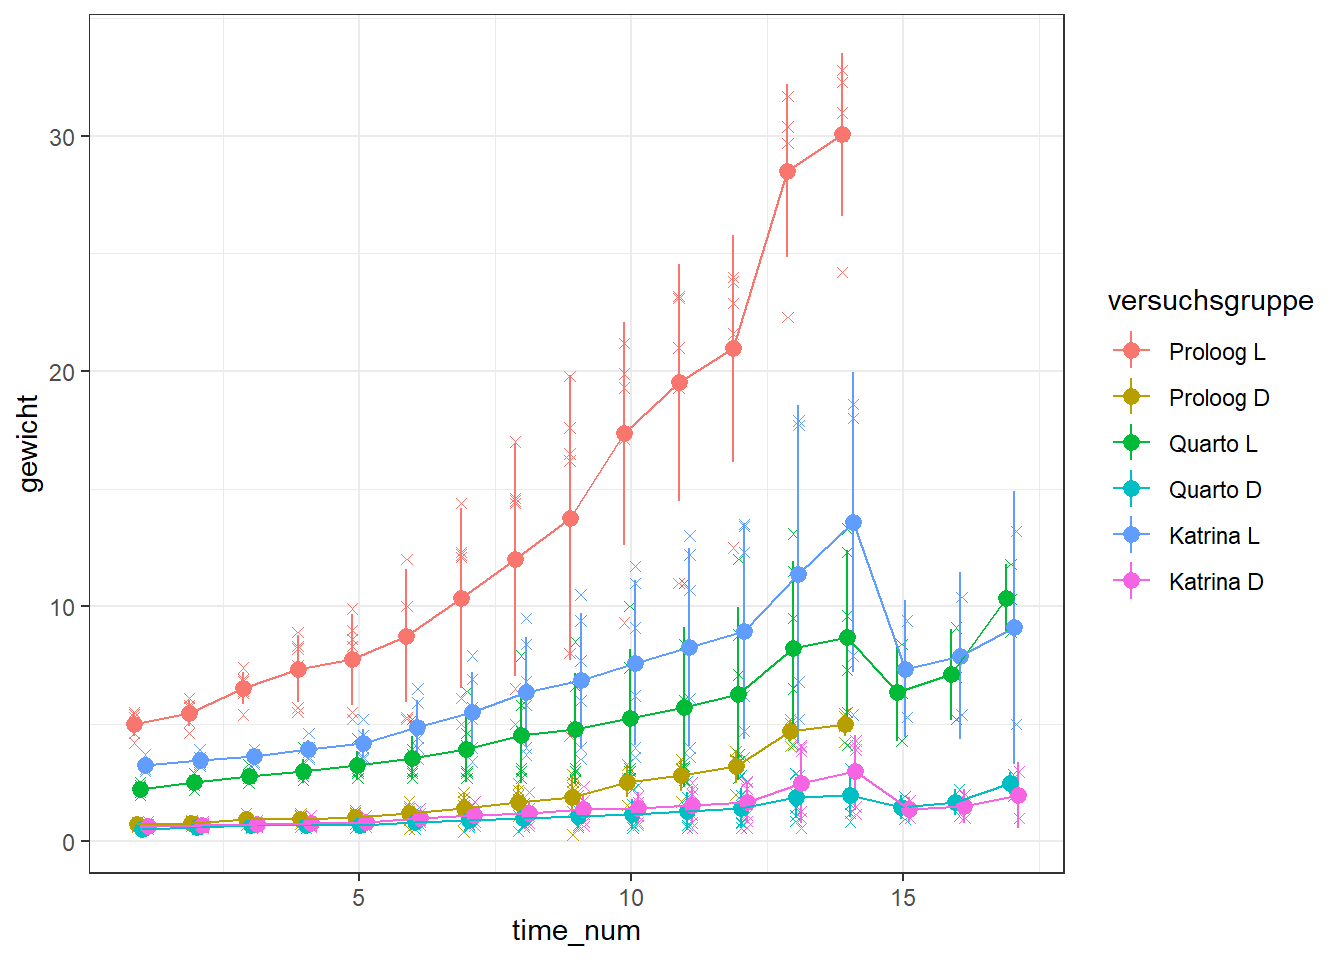 gewicht
30
20
10
0
5
10
15
time_num
versuchsgruppe
Proloog L
Proloog D
Quarto L
Quarto D
Katrina L
Katrina D